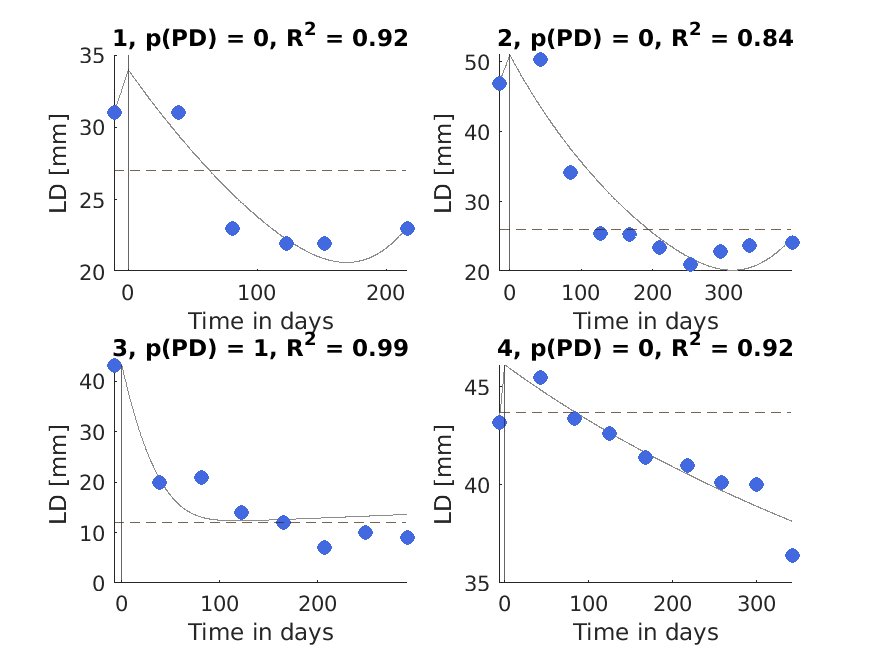 1, p(PD) = 0, R² = 0.92
35
30
25
20
LD [mm]
0
100
200
Time in days
2, p(PD) = 0, R² = 0.84
50
40
30
20
LD [mm]
0
100
200
300
Time in days
3, p(PD) = 1, R² = 0.99
40
30
20
10
0
LD [mm]
0
100
200
Time in days
4, p(PD) = 0, R² = 0.92
45
40
35
LD [mm]
0
100
200
300
Time in days